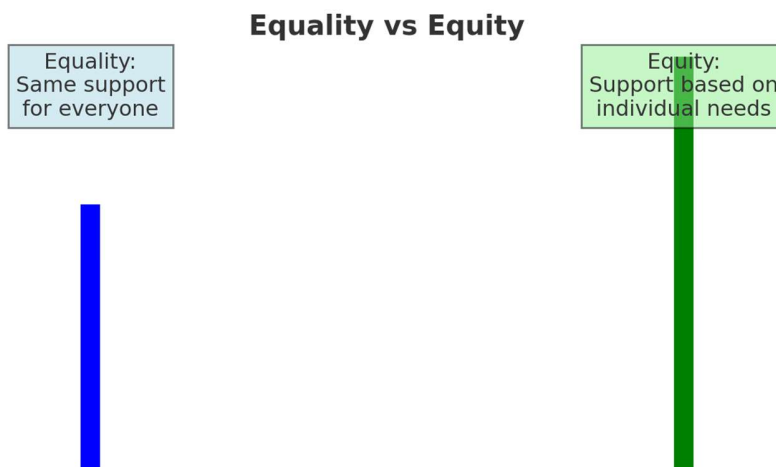 Equality vs Equity
Equality:
Same support
for everyone
Equity:
Support based on
individual needs